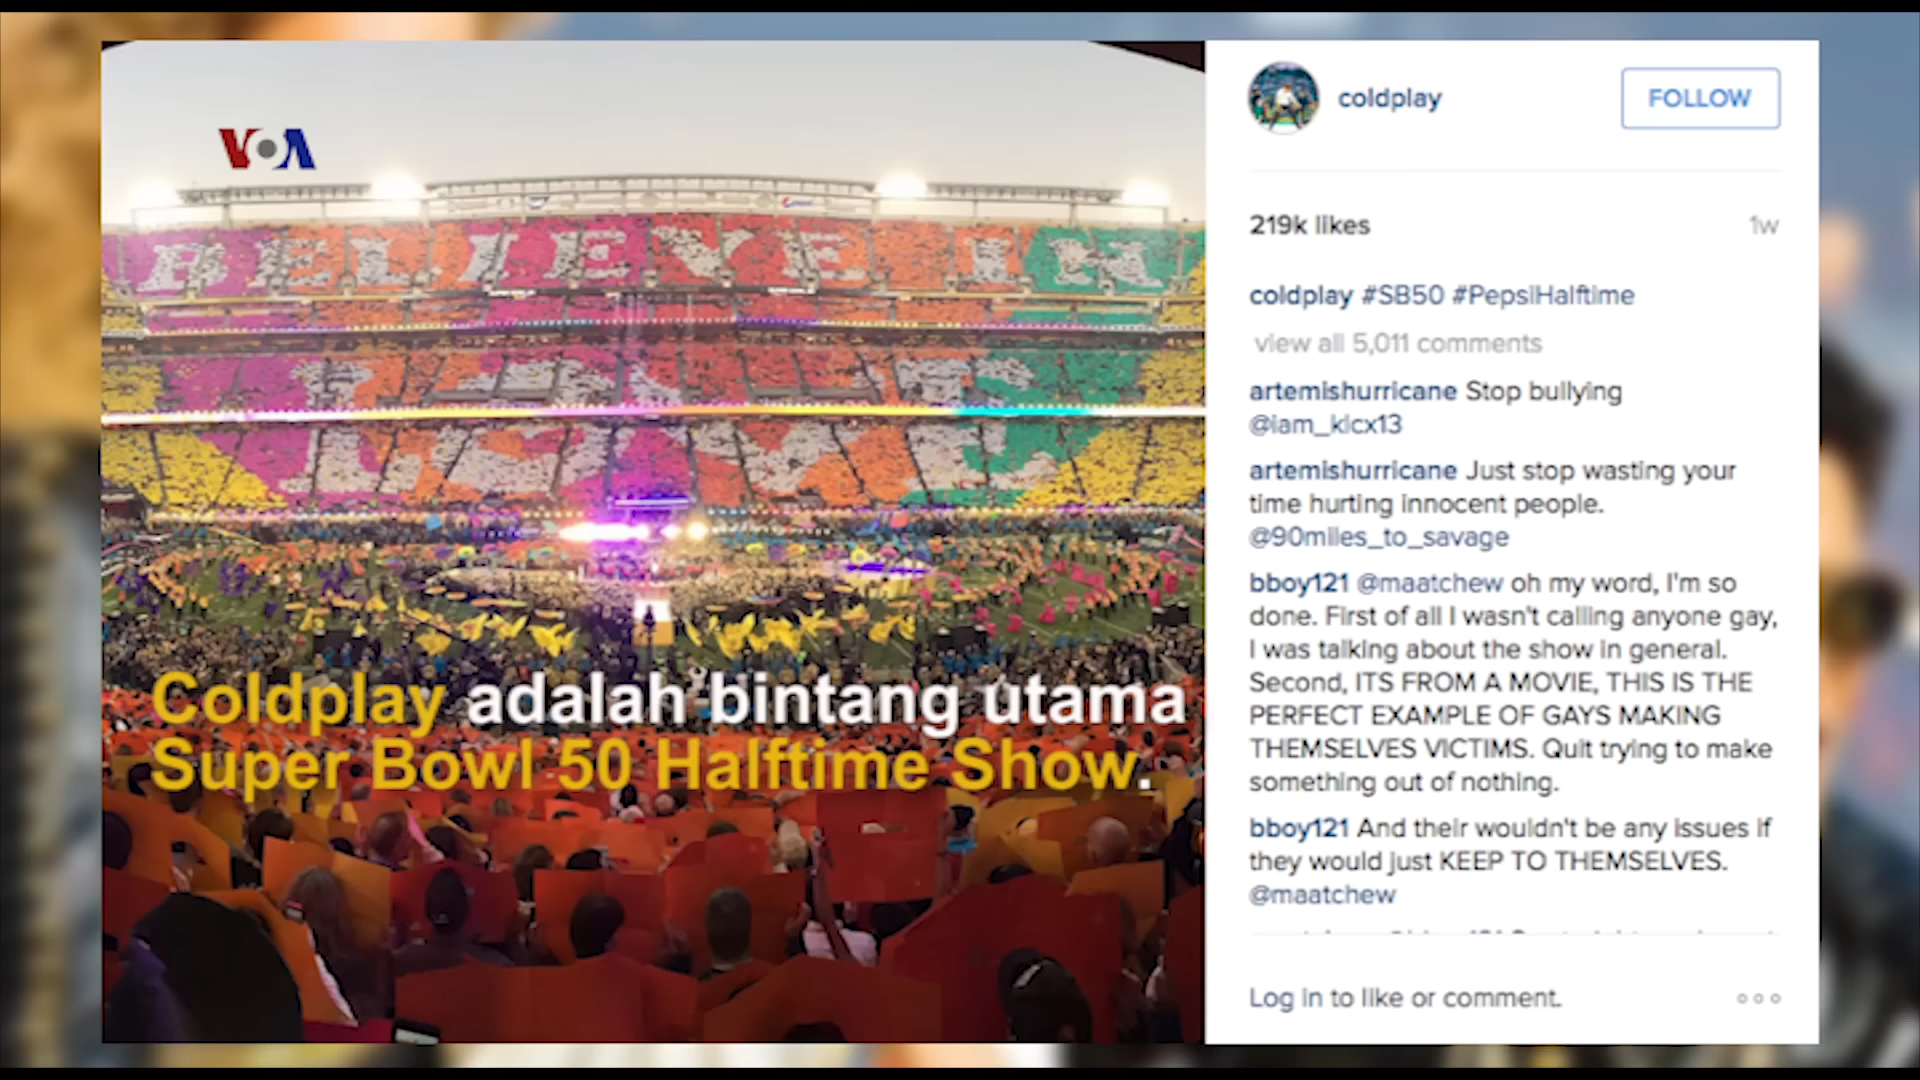 VOA
BELIEVE IN
LOVE
Coldplay adalah bintang utama
Super Bowl 50 Halftime Show.
coldplay
FOLLOW
219k likes
1w
coldplay #SB50 #PepsiHalftime
view all 5,011 comments
artemishurricane Stop bullying
@iam_kicx13
artemishurricane Just stop wasting your
time hurting innocent people.
@90miles_to_savage
bboy121 @maatchew oh my word, I'm so
done. First of all I wasn't calling anyone gay,
I was talking about the show in general.
Second, ITS FROM A MOVIE, THIS IS THE
PERFECT EXAMPLE OF GAYS MAKING
THEMSELVES VICTIMS. Quit trying to make
something out of nothing.
bboy121 And their wouldn't be any issues if
they would just KEEP TO THEMSELVES.
@maatchew
Log in to like or comment.